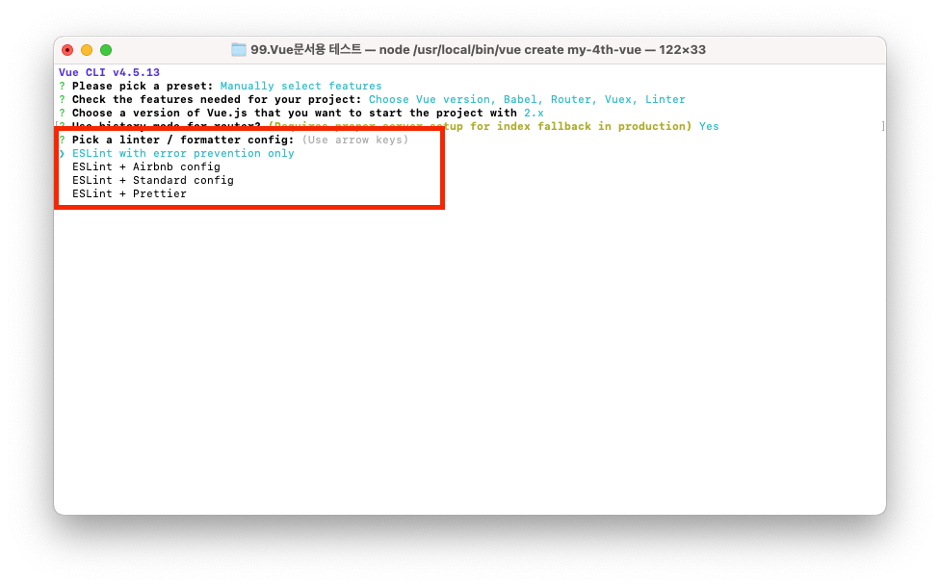 99.Vue문서용 테스트 — node /usr/local/bin/vue create my-4th-vue — 122×33
Vue CLI v4.5.13
? Please pick a preset: Manually select features
? Check the features needed for your project: Choose Vue version, Babel, Router, Vuex, Linter
? Choose a version of Vue.js that you want to start the project with 2.x
[? Use history mode for router? (Requires proper server setup for index fallback in production) Yes ]
? Pick a linter / formatter config: (Use arrow keys)
❯ ESLint with error prevention only
ESLint + Airbnb config
ESLint + Standard config
ESLint + Prettier